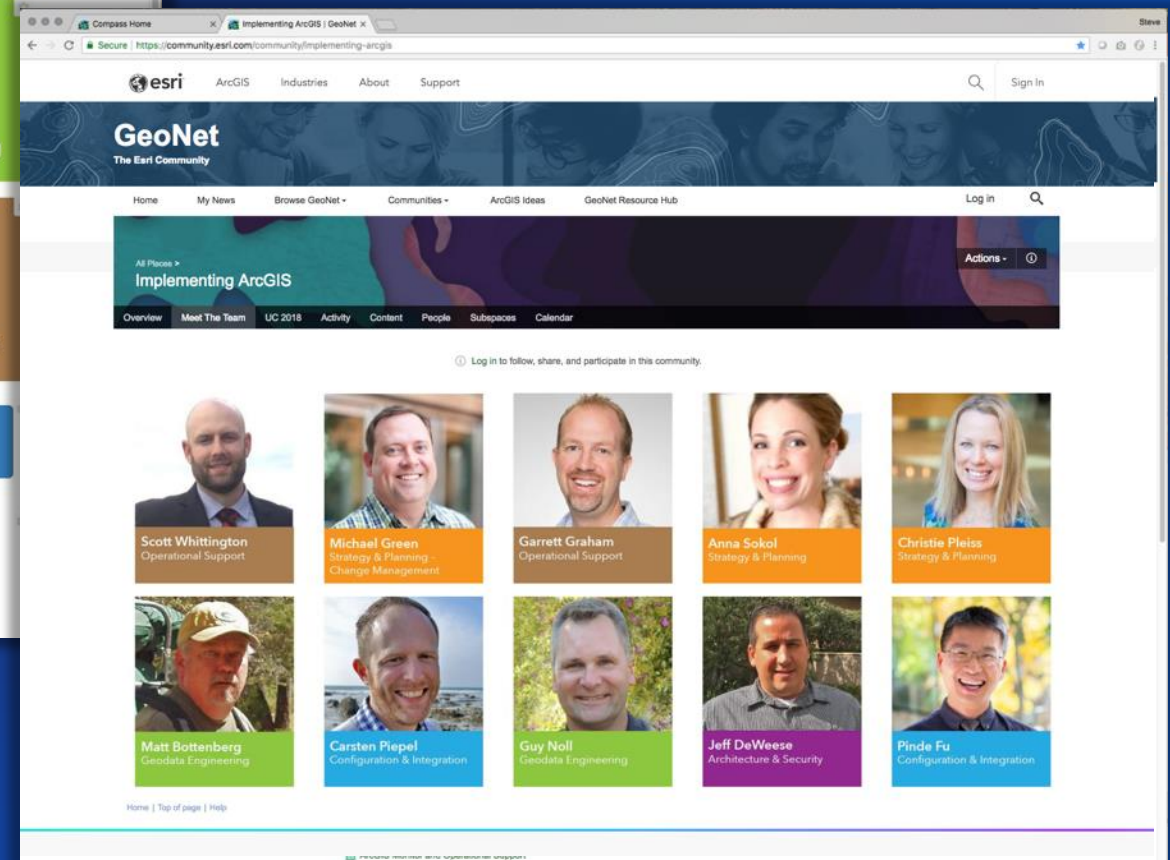 Compass Home
Implementing ArcGIS | GeoNet
Steve
Secure | https://community.esri.com/community/implementing-arcgis
esri ArcGIS Industries About Support Sign In
GeoNet
The Esri Community
Home My News Browse GeoNet Communities ArcGIS Ideas GeoNet Resource Hub Log in
All Places >
Implementing ArcGIS
Actions
Overview Meet The Team UC 2018 Activity Content People Subspaces Calendar
Log in to follow, share, and participate in this community.
Scott Whittington
Operational Support
Michael Green
Strategy & Planning -
Change Management
Garrett Graham
Operational Support
Anna Sokol
Strategy & Planning
Christie Pleiss
Strategy & Planning
Matt Bottenberg
Geodata Engineering
Carsten Piepel
Configuration & Integration
Guy Noll
Geodata Engineering
Jeff DeWeese
Architecture & Security
Pinde Fu
Configuration & Integration
Home | Top of page | Help
ArcGIS Monitor and Operational Support